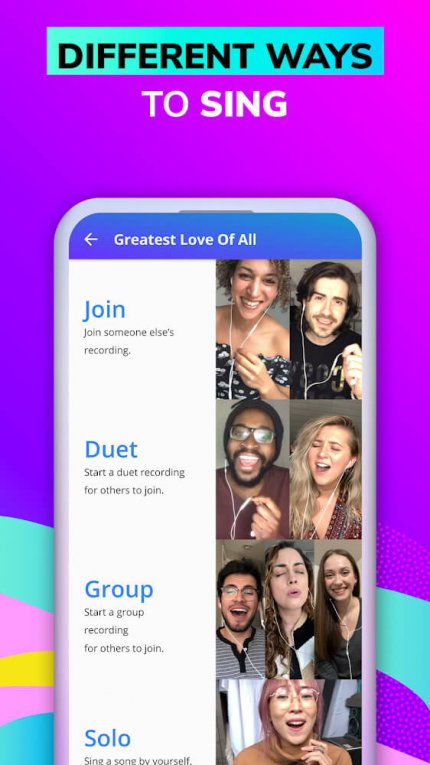 DIFFERENT WAYS
TO SING
Greatest Love Of All
Join
Join someone else's
recording.
Duet
Start a duet recording
for others to join.
Group
Start a group
recording
for others to join.
Solo
Sing a song by yourself.